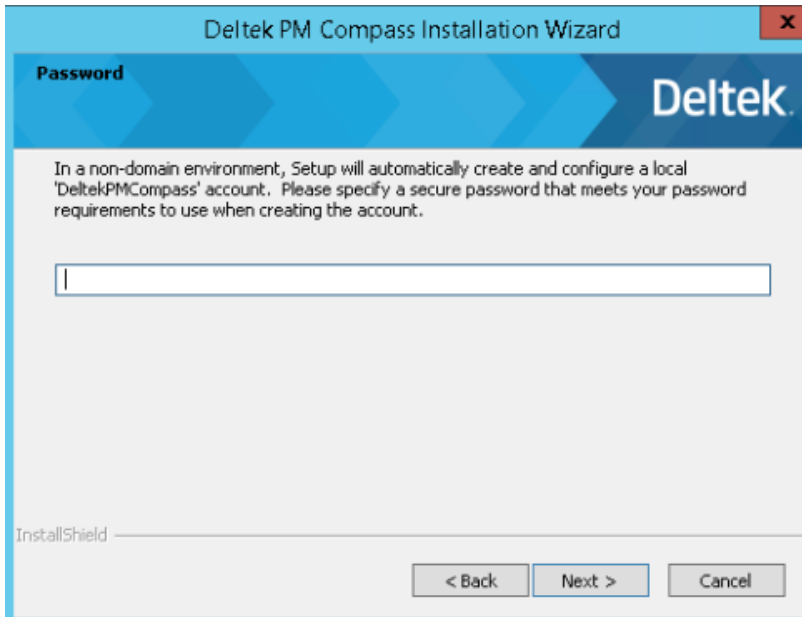 Deltek PM Compass Installation Wizard
x
Password
Deltek.
In a non-domain environment, Setup will automatically create and configure a local
'DeltekPMCompass' account.  Please specify a secure password that meets your password
requirements to use when creating the account.
InstallShield
< Back
Next >
Cancel